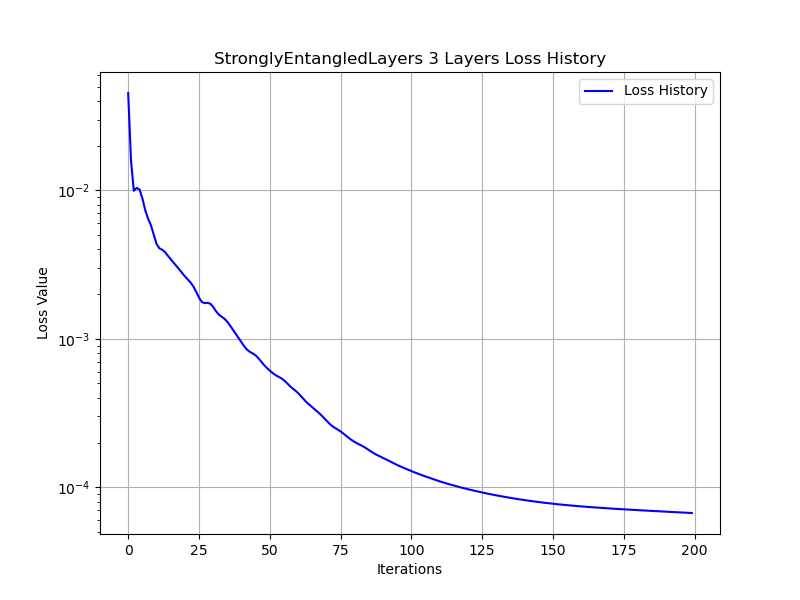 StronglyEntangledLayers 3 Layers Loss History
Loss History
10⁻²
10⁻³
10⁻⁴
Loss Value
0 25 50 75 100 125 150 175 200
Iterations